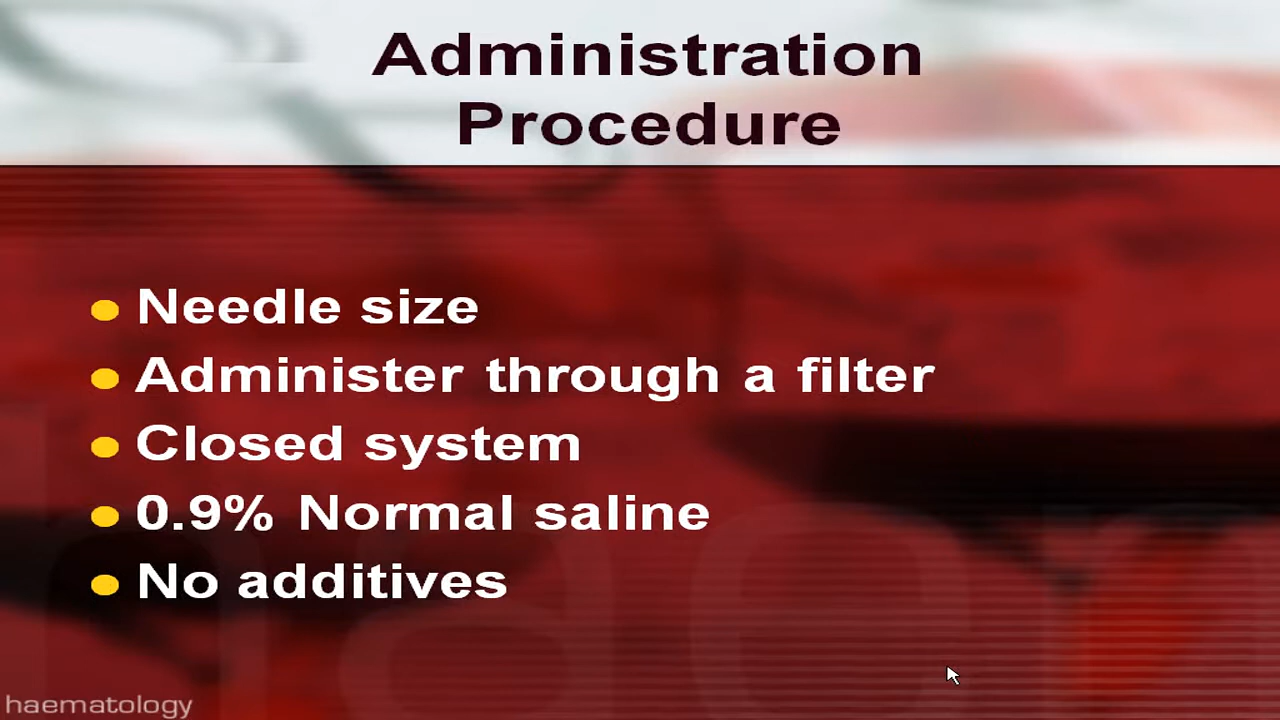 Administration
Procedure
Needle size
Administer through a filter
Closed system
0.9% Normal saline
No additives
haematology